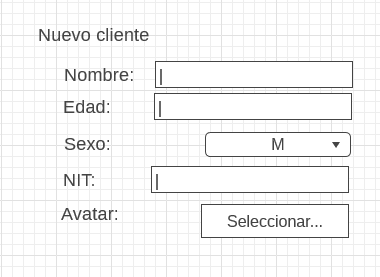 Nuevo cliente
Nombre:
Edad:
Sexo: M
NIT:
Avatar: Seleccionar...